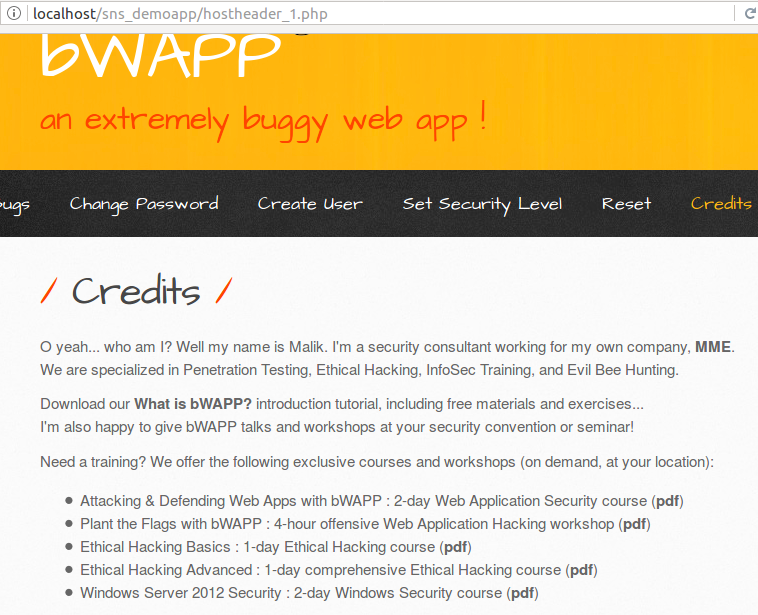 localhost/sns_demoapp/hostheader_1.php
bWAPP
an extremely buggy web app !
ugs Change Password Create User Set Security Level Reset Credits
/ Credits /
O yeah... who am I? Well my name is Malik. I'm a security consultant working for my own company, MME.
We are specialized in Penetration Testing, Ethical Hacking, InfoSec Training, and Evil Bee Hunting.
Download our What is bWAPP? introduction tutorial, including free materials and exercises...
I'm also happy to give bWAPP talks and workshops at your security convention or seminar!
Need a training? We offer the following exclusive courses and workshops (on demand, at your location):
● Attacking & Defending Web Apps with bWAPP : 2-day Web Application Security course (pdf)
● Plant the Flags with bWAPP : 4-hour offensive Web Application Hacking workshop (pdf)
● Ethical Hacking Basics : 1-day Ethical Hacking course (pdf)
● Ethical Hacking Advanced : 1-day comprehensive Ethical Hacking course (pdf)
● Windows Server 2012 Security : 2-day Windows Security course (pdf)